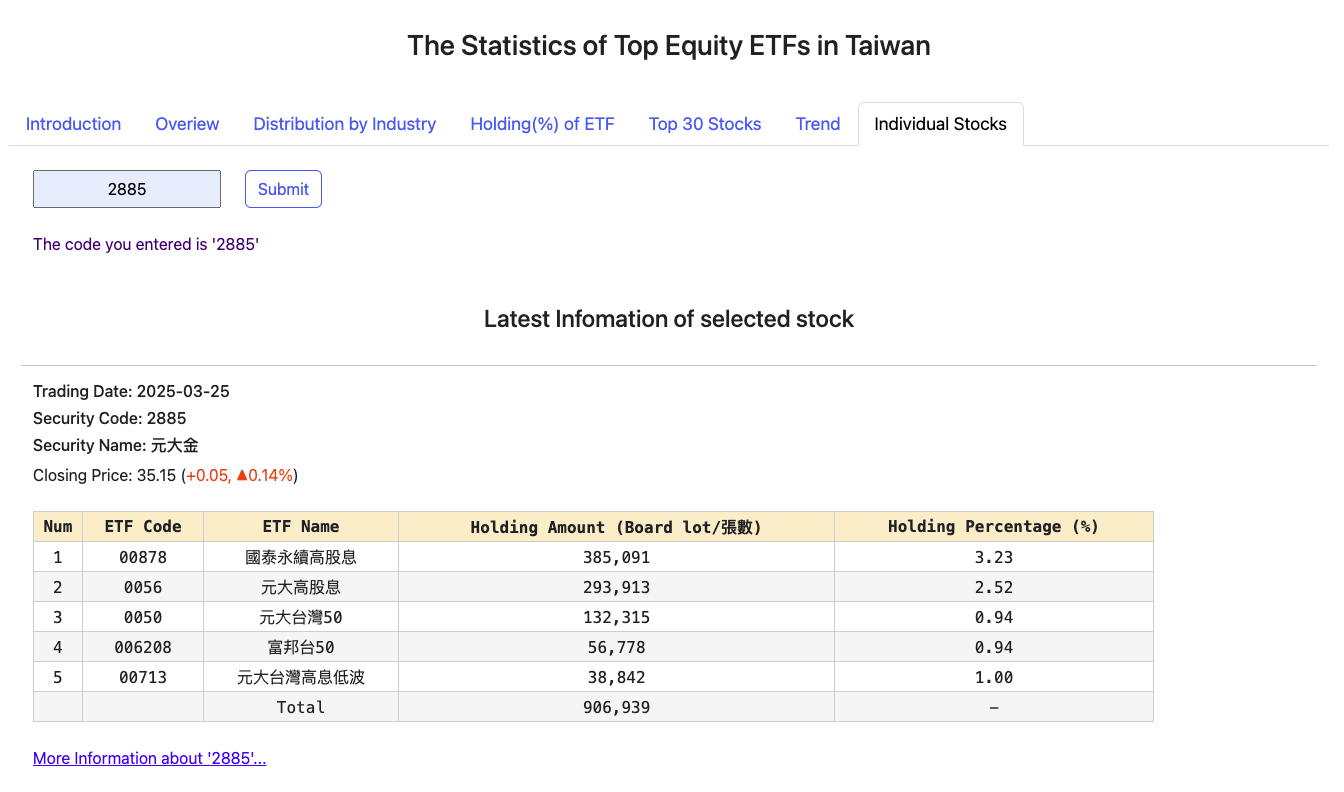 The Statistics of Top Equity ETFs in Taiwan
Introduction Overiew Distribution by Industry Holding(%) of ETF Top 30 Stocks Trend Individual Stocks
2885 Submit
The code you entered is '2885'
Latest Infomation of selected stock
Trading Date: 2025-03-25
Security Code: 2885
Security Name: 元大金
Closing Price: 35.15 (+0.05, ▲0.14%)
Num ETF Code ETF Name Holding Amount (Board lot/張數) Holding Percentage (%)
1 00878 國泰永續高股息 385,091 3.23
2 0056 元大高股息 293,913 2.52
3 0050 元大台灣50 132,315 0.94
4 006208 富邦台50 56,778 0.94
5 00713 元大台灣高息低波 38,842 1.00
Total 906,939 —
More Information about '2885'...